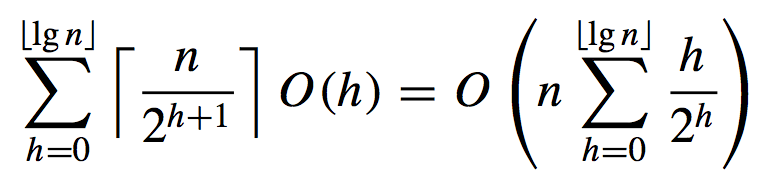 \sum_{h=0}^{\lfloor \lg n \rfloor} \left\lceil \frac{n}{2^{h+1}} \right\rceil O(h) = O\left( n \sum_{h=0}^{\lfloor \lg n \rfloor} \frac{h}{2^h} \right)